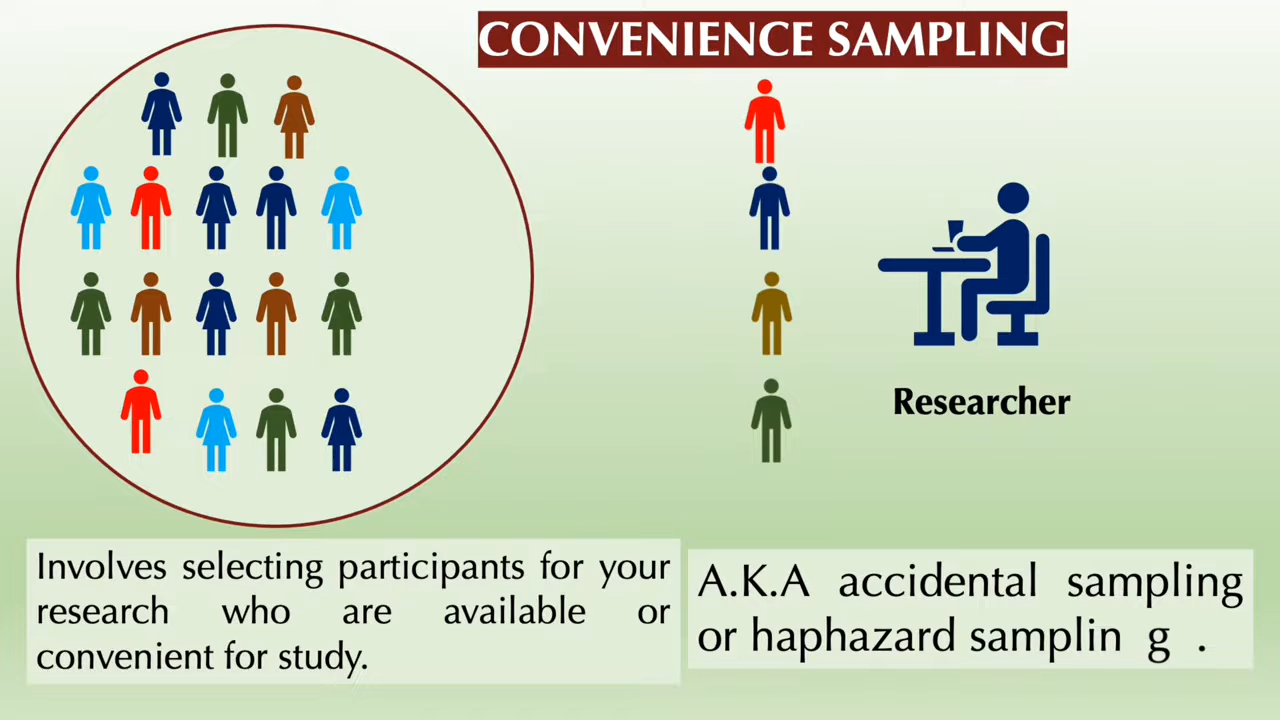 CONVENIENCE SAMPLING
Researcher
Involves selecting participants for your
research who are available or
convenient for study.
A.K.A accidental sampling
or haphazard samplin g .